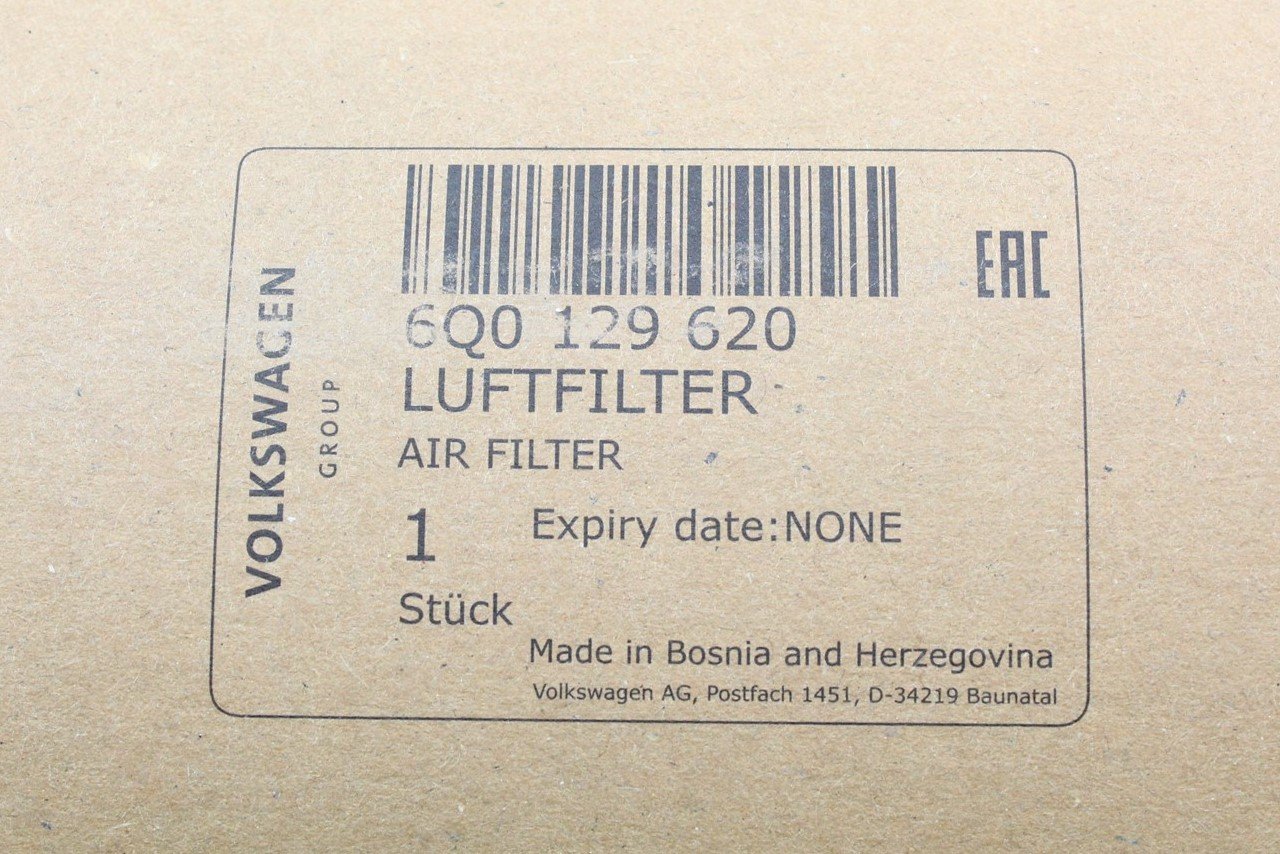 VOLKSWAGEN
GROUP
EAC
6Q0 129 620
LUFTFILTER
AIR FILTER
1 Expiry date:NONE
Stück
Made in Bosnia and Herzegovina
Volkswagen AG, Postfach 1451, D-34219 Baunatal